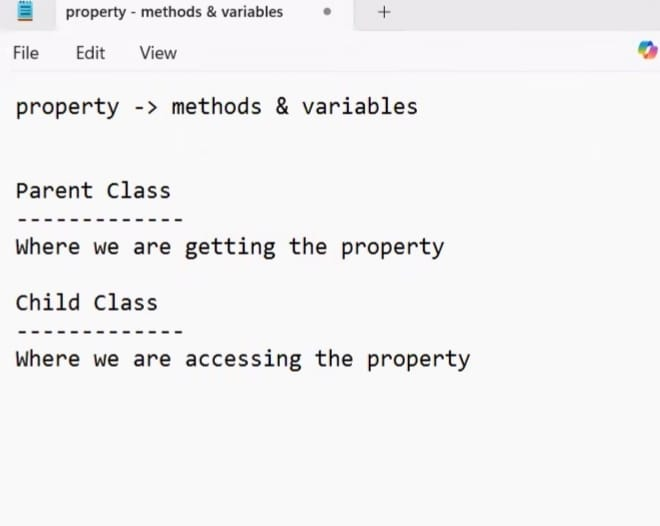 property - methods & variables
+
File Edit View
property -> methods & variables
Parent Class
-------------
Where we are getting the property
Child Class
-------------
Where we are accessing the property